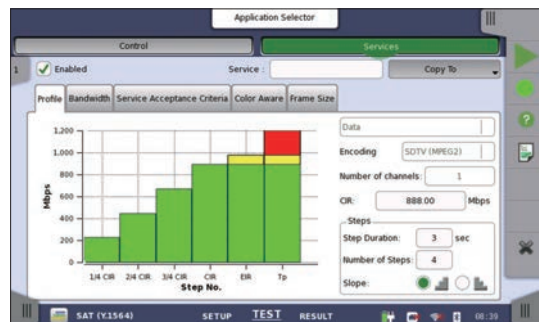 Application Selector
Control Services
1 Enabled Service : Copy To
Profile Bandwidth Service Acceptance Criteria Color Aware Frame Size
Data
Encoding SDTV (MPEG2)
Number of channels: 1
CIR: 888.00 Mbps
Steps
Step Duration: 3 sec
Number of Steps: 4
Slope:
Mbps
1.200
1.000
800
600
400
200
0
1/4 CIR 2/4 CIR 3/4 CIR CIR EIR Tp
Step No.
SAT (Y.1564) SETUP TEST RESULT 08:39